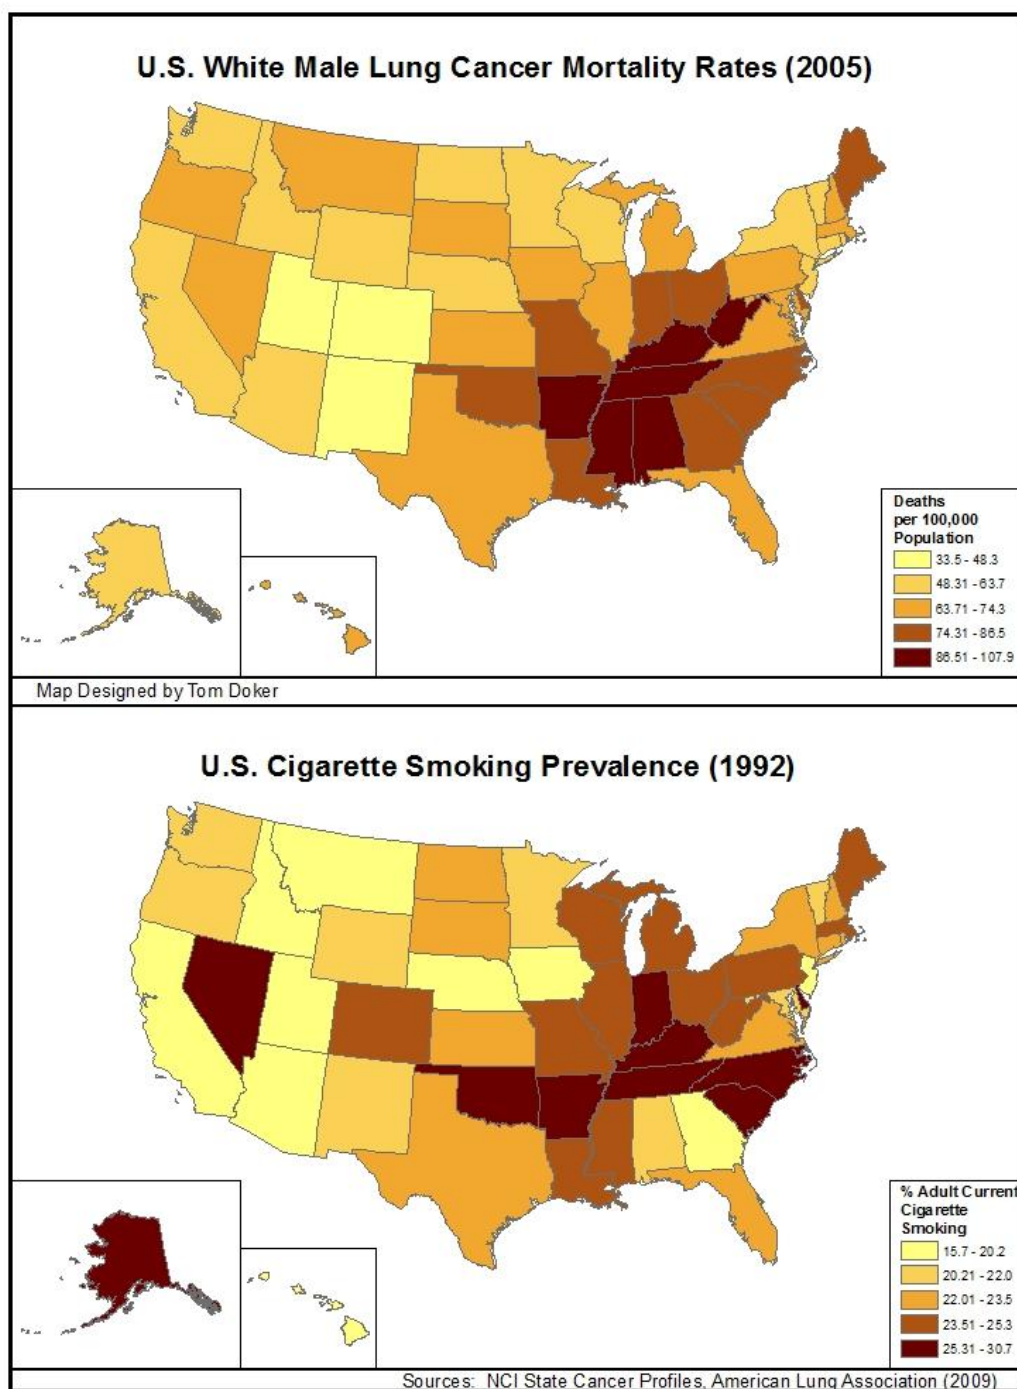 U.S. White Male Lung Cancer Mortality Rates (2005)
Deaths
per 100,000
Population
33.5 - 48.3
48.31 - 63.7
63.71 - 74.3
74.31 - 86.5
86.51 - 107.9
Map Designed by Tom Doker
U.S. Cigarette Smoking Prevalence (1992)
% Adult Current
Cigarette
Smoking
15.7 - 20.2
20.21 - 22.0
22.01 - 23.5
23.51 - 25.3
25.31 - 30.7
Sources: NCI State Cancer Profiles, American Lung Association (2009)